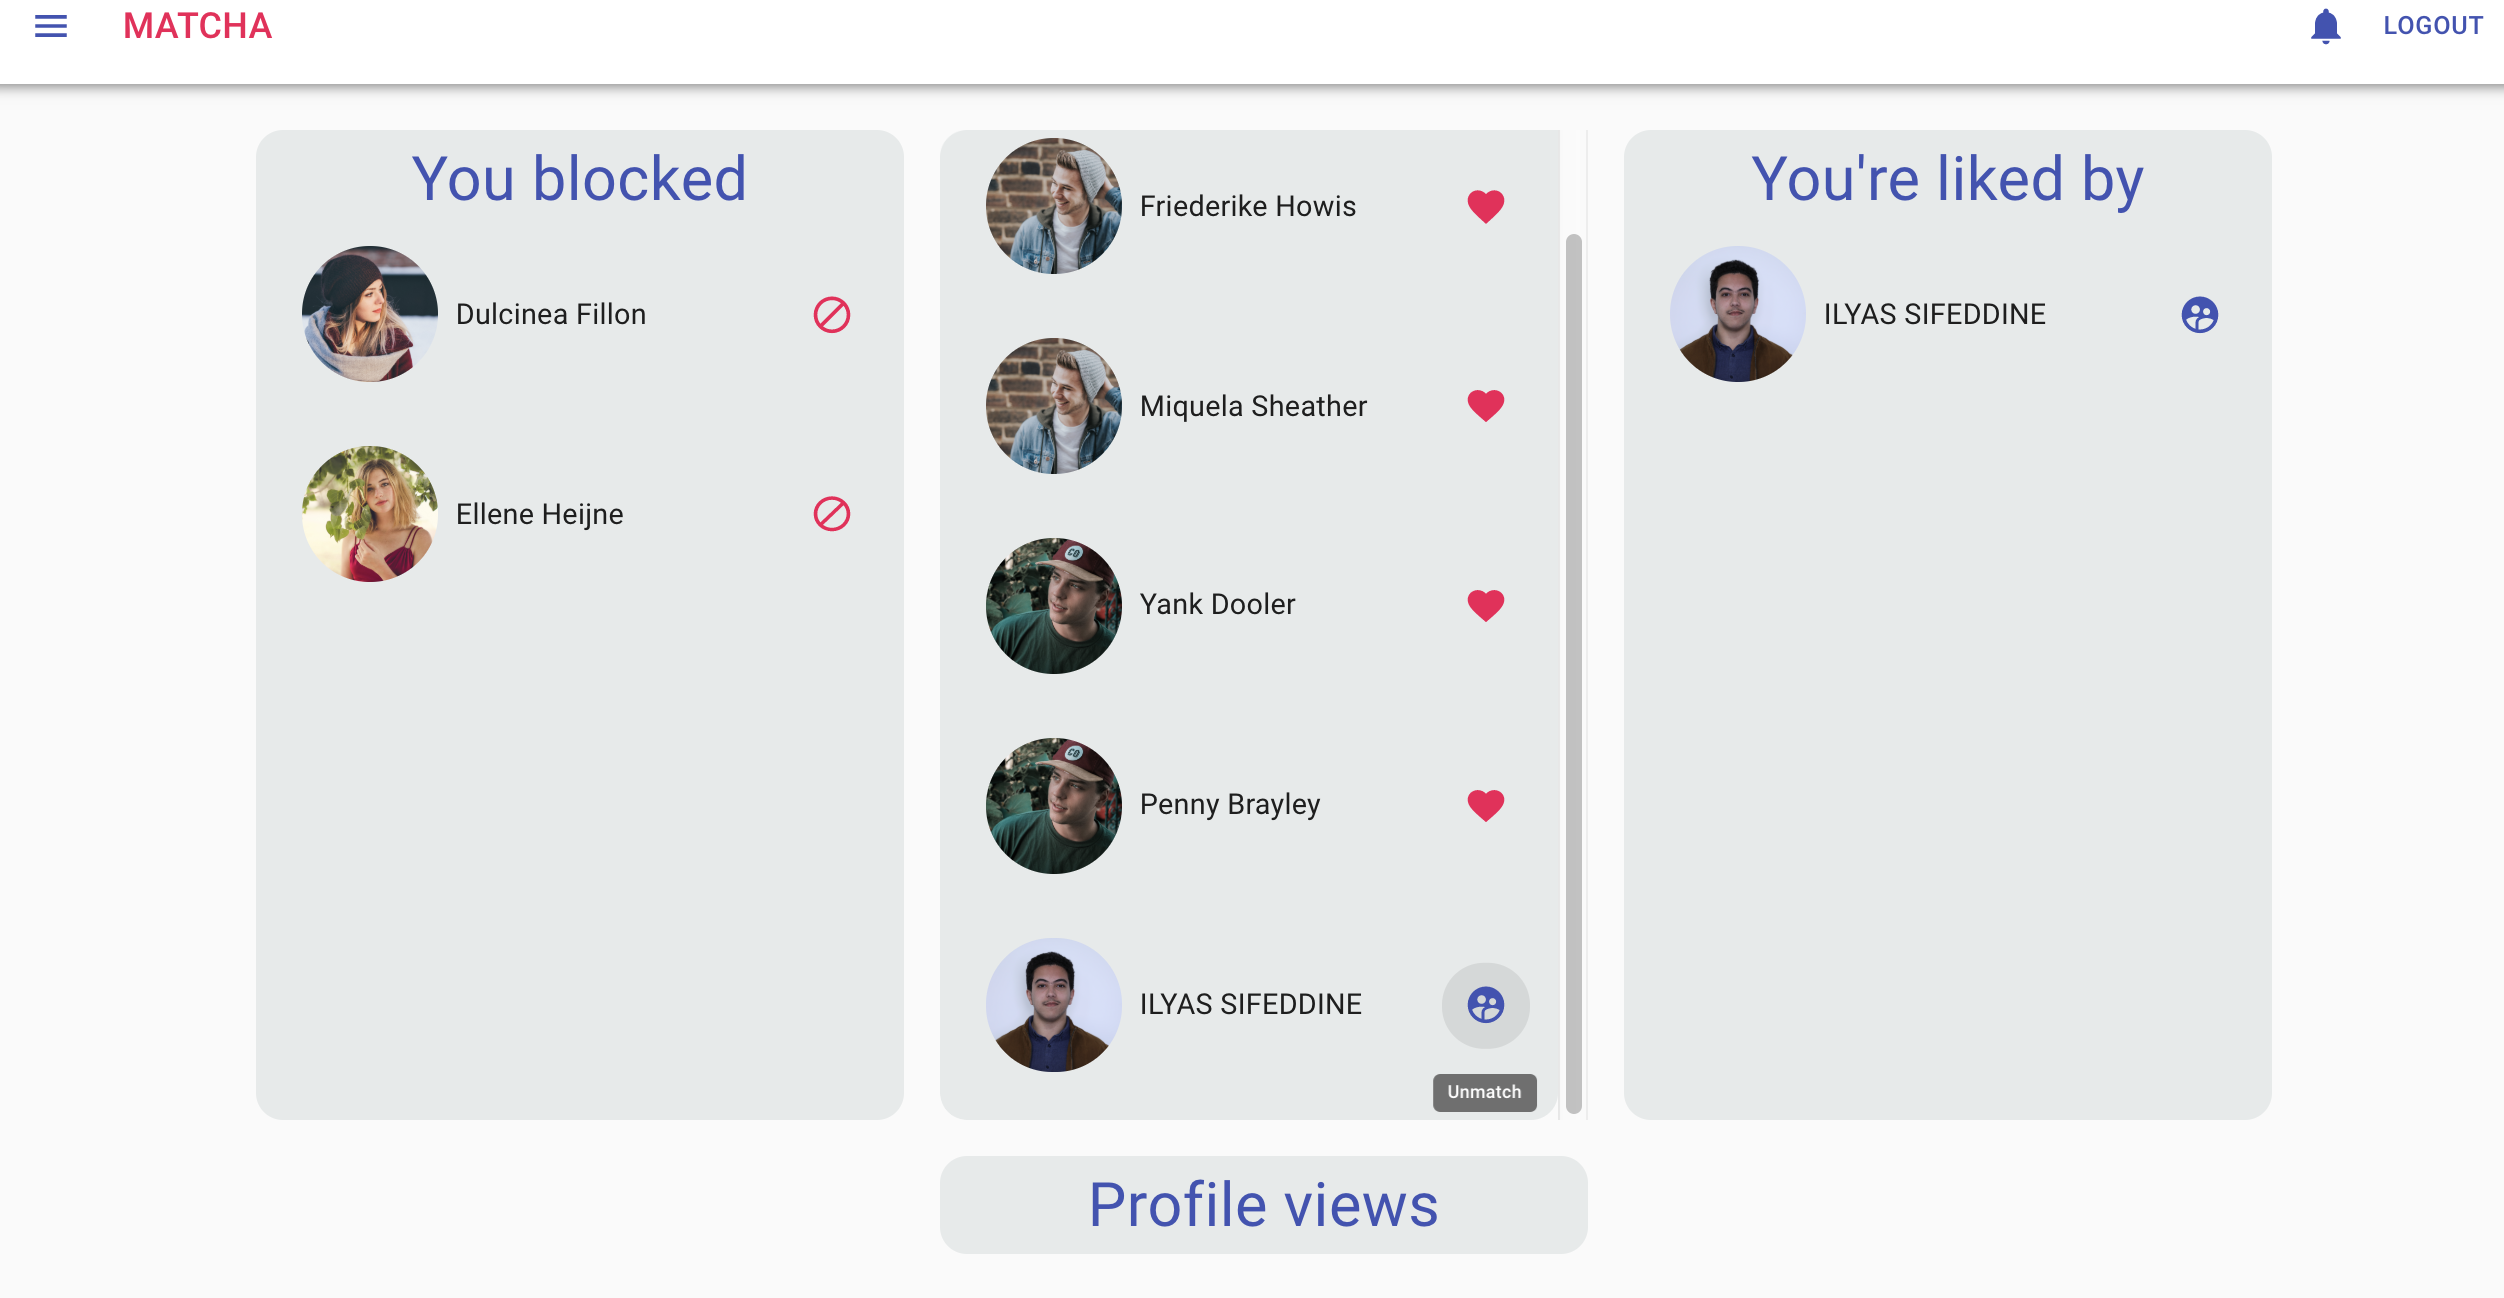 MATCHA
LOGOUT
You blocked
Dulcinea Fillon
Ellene Heijne
Friederike Howis
Miquela Sheather
Yank Dooler
Penny Brayley
ILYAS SIFEDDINE
Unmatch
You're liked by
ILYAS SIFEDDINE
Profile views